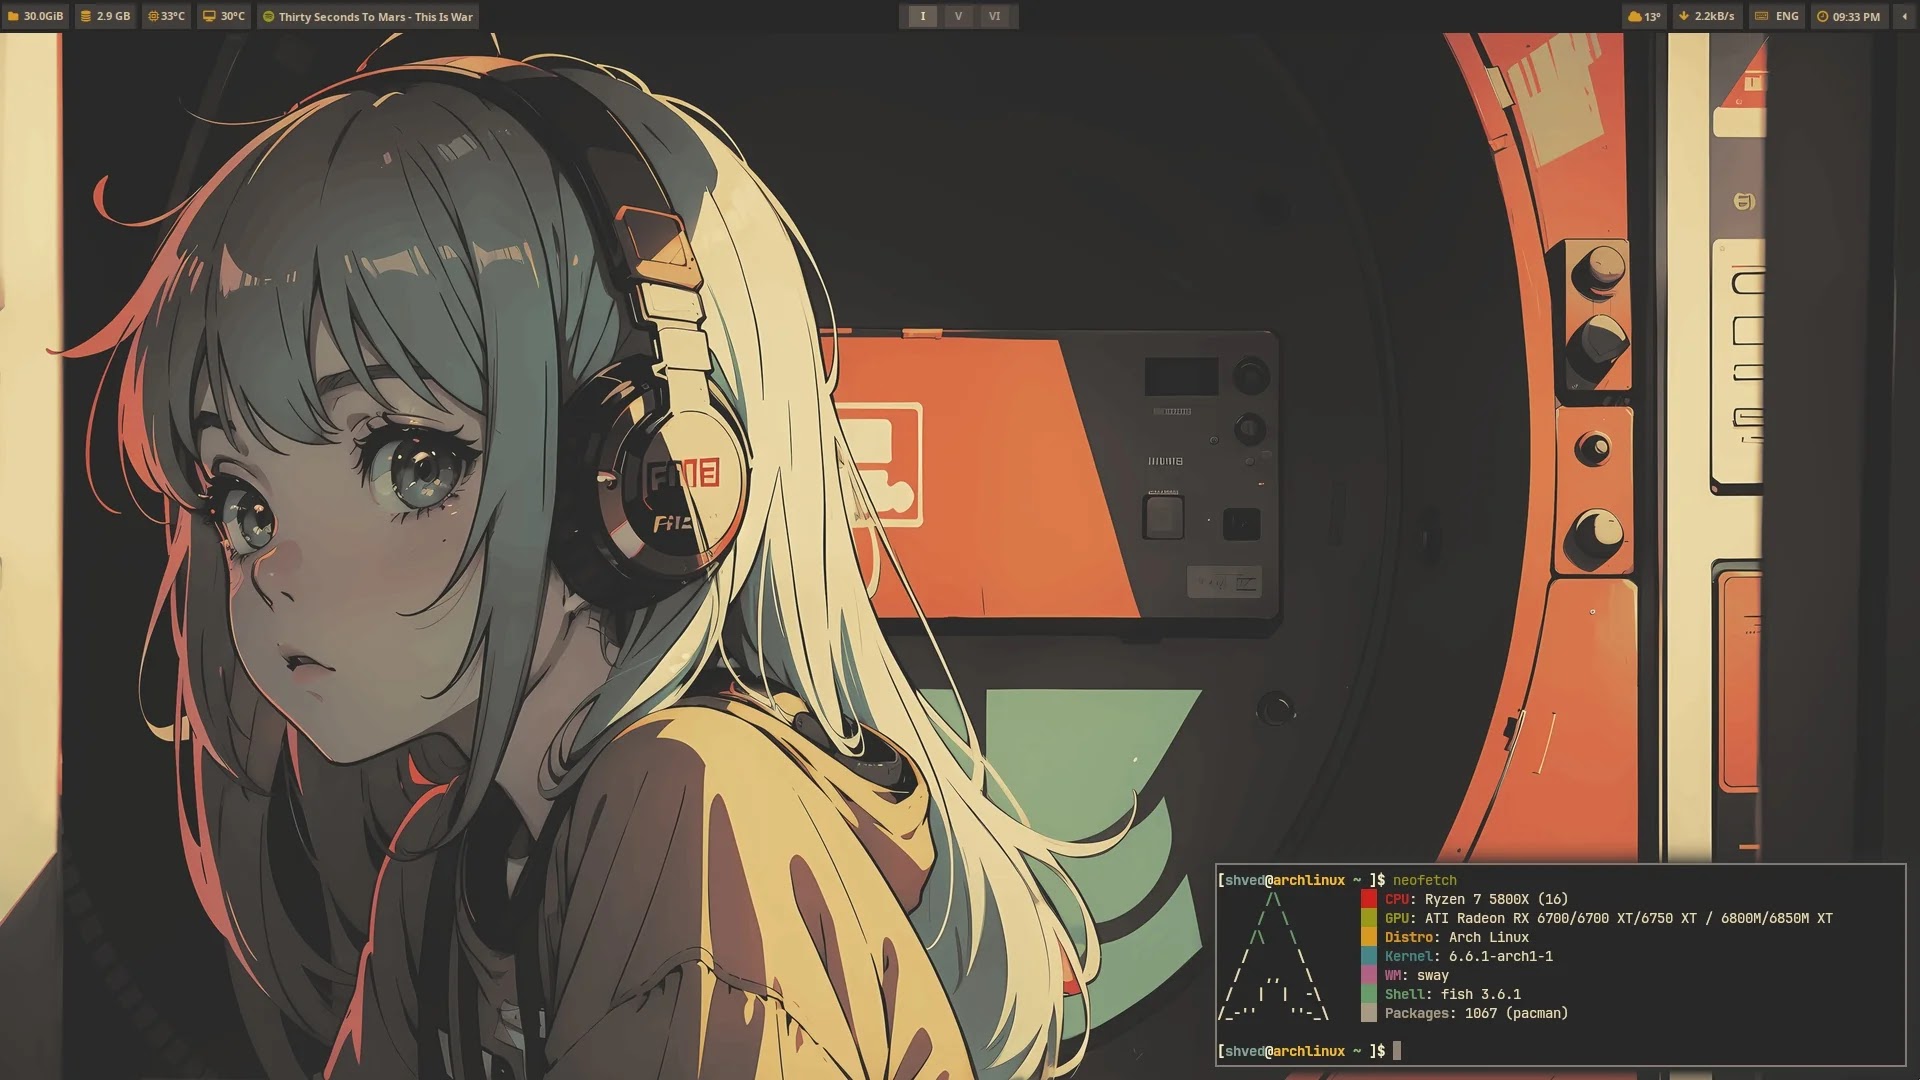 30.0GiB 2.9 GB 33°C 30°C Thirty Seconds To Mars - This Is War I V VI 13° 2.2kB/s ENG 09:33 PM
[shved@archlinux ~ ]$ neofetch
CPU: Ryzen 7 5800X (16)
GPU: ATI Radeon RX 6700/6700 XT/6750 XT / 6800M/6850M XT
Distro: Arch Linux
Kernel: 6.6.1-arch1-1
WM: sway
Shell: fish 3.6.1
Packages: 1067 (pacman)
[shved@archlinux ~ ]$